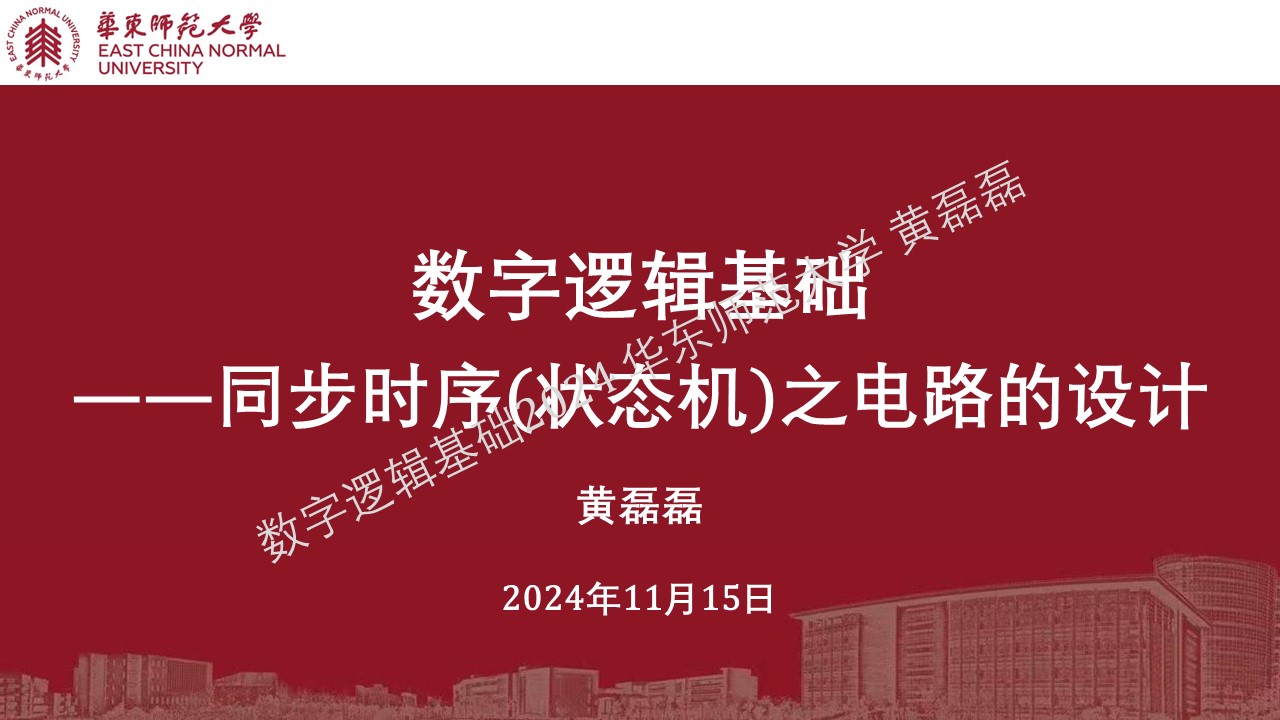 EAST CHINA NORMAL UNIVERSITY
華東師范大學
華東師范大學
EAST CHINA NORMAL
UNIVERSITY
数字逻辑基础
——同步时序(状态机)之电路的设计
黄磊磊
2024年11月15日
数字逻辑基础2024 华东师范大学 黄磊磊